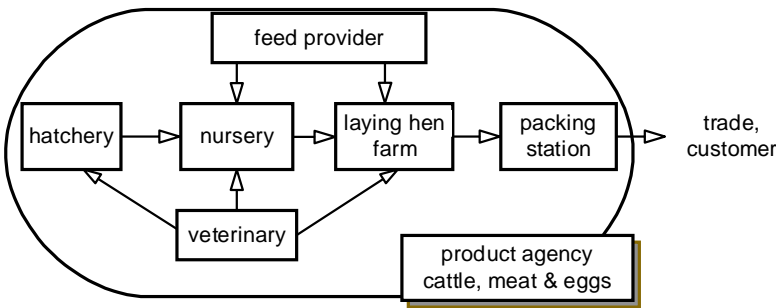 feed provider
hatchery
nursery
laying hen
farm
packing
station
trade,
customer
veterinary
product agency
cattle, meat & eggs